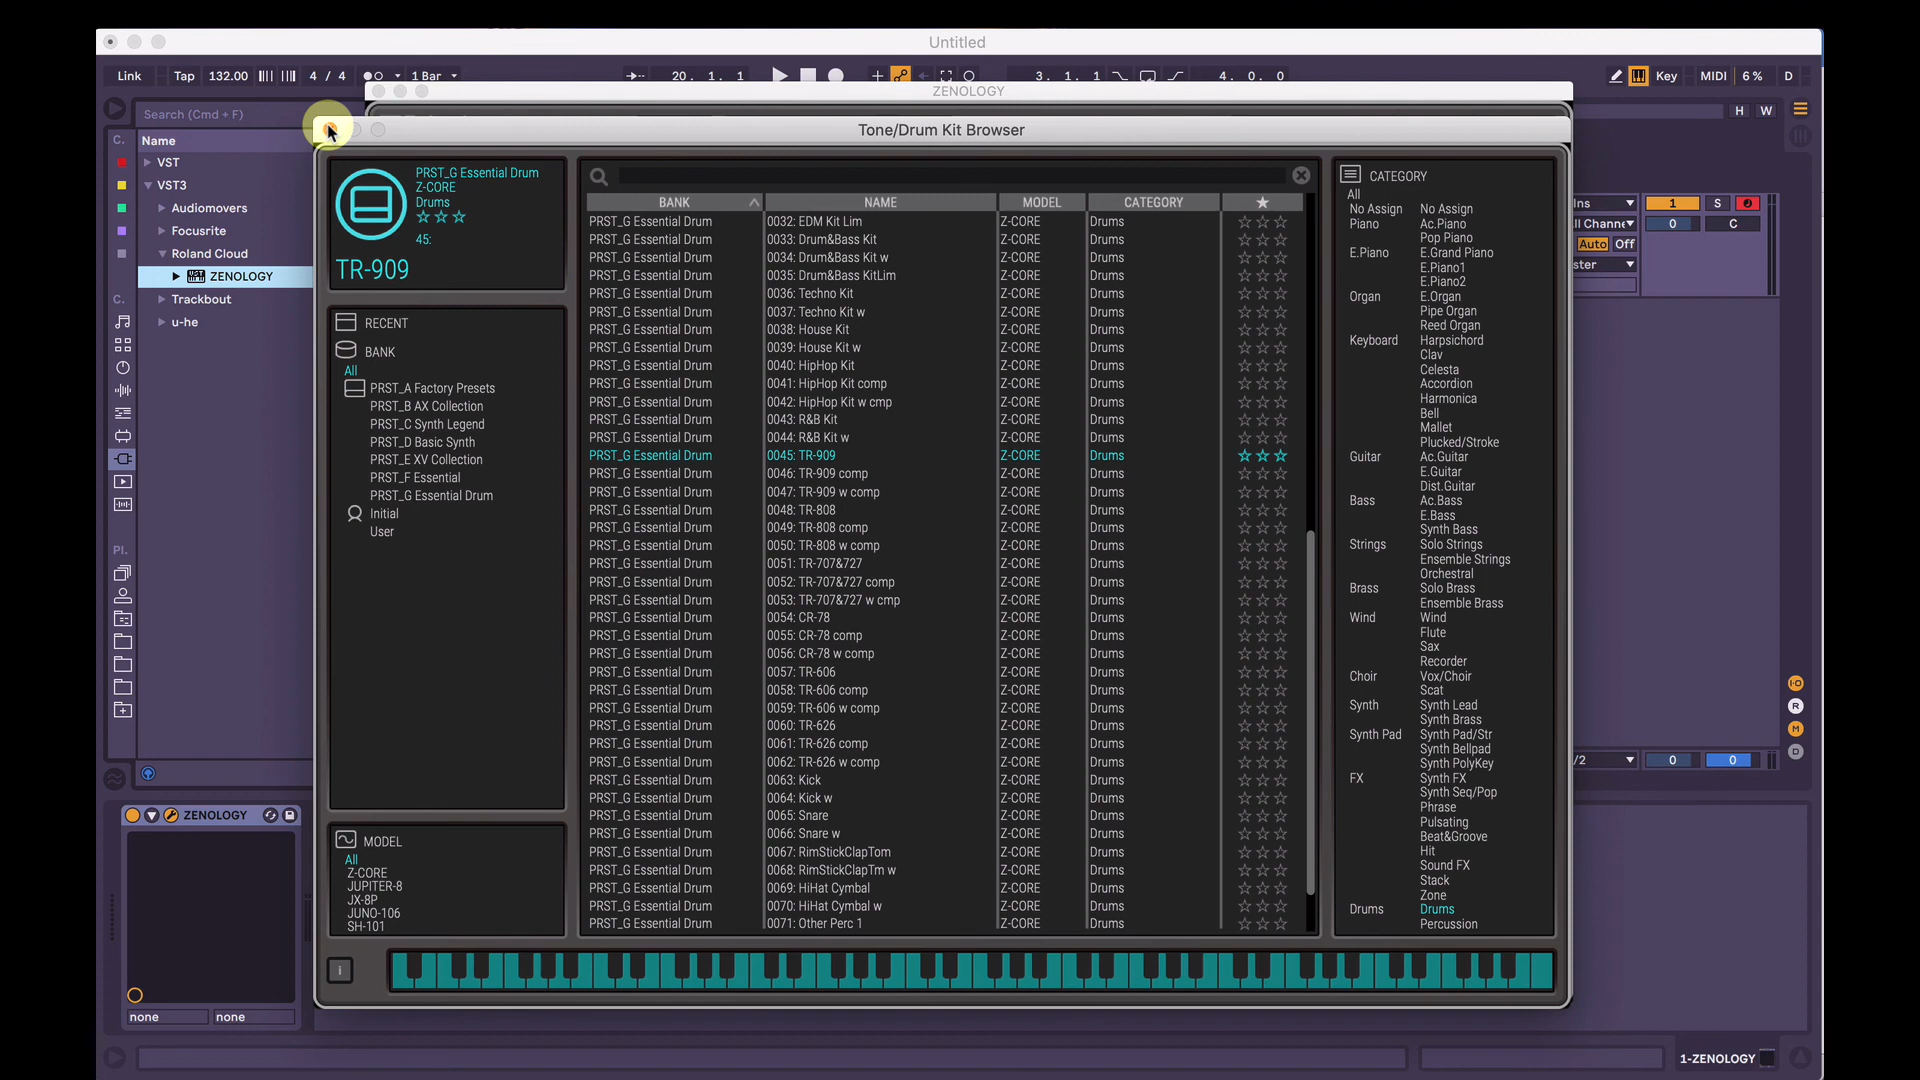 Untitled
Link Tap 132.00 4 / 4 1 Bar 20. 1. 1 3. 1. 1 4. 0. 0 Key MIDI 6 % D
ZENOLOGY
Search (Cmd + F) H W
Tone/Drum Kit Browser
C. Name
VST
VST3
Audiomovers
Focusrite
Roland Cloud
ZENOLOGY
Trackbout
u-he
C.
Pl.
PRST_G Essential Drum
Z-CORE
Drums
45:
TR-909
RECENT
BANK
All
PRST_A Factory Presets
PRST_B AX Collection
PRST_C Synth Legend
PRST_D Basic Synth
PRST_E XV Collection
PRST_F Essential
PRST_G Essential Drum
Initial
User
MODEL
All
Z-CORE
JUPITER-8
JX-8P
JUNO-106
SH-101
BANK NAME MODEL CATEGORY
PRST_G Essential Drum 0032: EDM Kit Lim Z-CORE Drums
PRST_G Essential Drum 0033: Drum&Bass Kit Z-CORE Drums
PRST_G Essential Drum 0034: Drum&Bass Kit w Z-CORE Drums
PRST_G Essential Drum 0035: Drum&Bass KitLim Z-CORE Drums
PRST_G Essential Drum 0036: Techno Kit Z-CORE Drums
PRST_G Essential Drum 0037: Techno Kit w Z-CORE Drums
PRST_G Essential Drum 0038: House Kit Z-CORE Drums
PRST_G Essential Drum 0039: House Kit w Z-CORE Drums
PRST_G Essential Drum 0040: HipHop Kit Z-CORE Drums
PRST_G Essential Drum 0041: HipHop Kit comp Z-CORE Drums
PRST_G Essential Drum 0042: HipHop Kit w cmp Z-CORE Drums
PRST_G Essential Drum 0043: R&B Kit Z-CORE Drums
PRST_G Essential Drum 0044: R&B Kit w Z-CORE Drums
PRST_G Essential Drum 0045: TR-909 Z-CORE Drums
PRST_G Essential Drum 0046: TR-909 comp Z-CORE Drums
PRST_G Essential Drum 0047: TR-909 w comp Z-CORE Drums
PRST_G Essential Drum 0048: TR-808 Z-CORE Drums
PRST_G Essential Drum 0049: TR-808 comp Z-CORE Drums
PRST_G Essential Drum 0050: TR-808 w comp Z-CORE Drums
PRST_G Essential Drum 0051: TR-707&727 Z-CORE Drums
PRST_G Essential Drum 0052: TR-707&727 comp Z-CORE Drums
PRST_G Essential Drum 0053: TR-707&727 w cmp Z-CORE Drums
PRST_G Essential Drum 0054: CR-78 Z-CORE Drums
PRST_G Essential Drum 0055: CR-78 comp Z-CORE Drums
PRST_G Essential Drum 0056: CR-78 w comp Z-CORE Drums
PRST_G Essential Drum 0057: TR-606 Z-CORE Drums
PRST_G Essential Drum 0058: TR-606 comp Z-CORE Drums
PRST_G Essential Drum 0059: TR-606 w comp Z-CORE Drums
PRST_G Essential Drum 0060: TR-626 Z-CORE Drums
PRST_G Essential Drum 0061: TR-626 comp Z-CORE Drums
PRST_G Essential Drum 0062: TR-626 w comp Z-CORE Drums
PRST_G Essential Drum 0063: Kick Z-CORE Drums
PRST_G Essential Drum 0064: Kick w Z-CORE Drums
PRST_G Essential Drum 0065: Snare Z-CORE Drums
PRST_G Essential Drum 0066: Snare w Z-CORE Drums
PRST_G Essential Drum 0067: RimStickClapTom Z-CORE Drums
PRST_G Essential Drum 0068: RimStickClapTm w Z-CORE Drums
PRST_G Essential Drum 0069: HiHat Cymbal Z-CORE Drums
PRST_G Essential Drum 0070: HiHat Cymbal w Z-CORE Drums
PRST_G Essential Drum 0071: Other Perc 1 Z-CORE Drums
CATEGORY
All
No Assign No Assign
Piano Ac.Piano
Pop Piano
E.Piano E.Grand Piano
E.Piano1
E.Piano2
Organ E.Organ
Pipe Organ
Reed Organ
Keyboard Harpsichord
Clav
Celesta
Accordion
Harmonica
Bell
Mallet
Plucked/Stroke
Guitar Ac.Guitar
E.Guitar
Dist.Guitar
Bass Ac.Bass
E.Bass
Synth Bass
Strings Solo Strings
Ensemble Strings
Orchestral
Brass Solo Brass
Ensemble Brass
Wind Wind
Flute
Sax
Recorder
Choir Vox/Choir
Scat
Synth Synth Lead
Synth Brass
Synth Pad Synth Pad/Str
Synth Bellpad
Synth PolyKey
FX Synth FX
Synth Seq/Pop
Phrase
Pulsating
Beat&Groove
Hit
Sound FX
Stack
Zone
Drums Drums
Percussion
Ins 1 S
ll Channe 0 C
Auto Off
ster
I·O
R
M
D
/2 0 0
ZENOLOGY
none none
i
1-ZENOLOGY